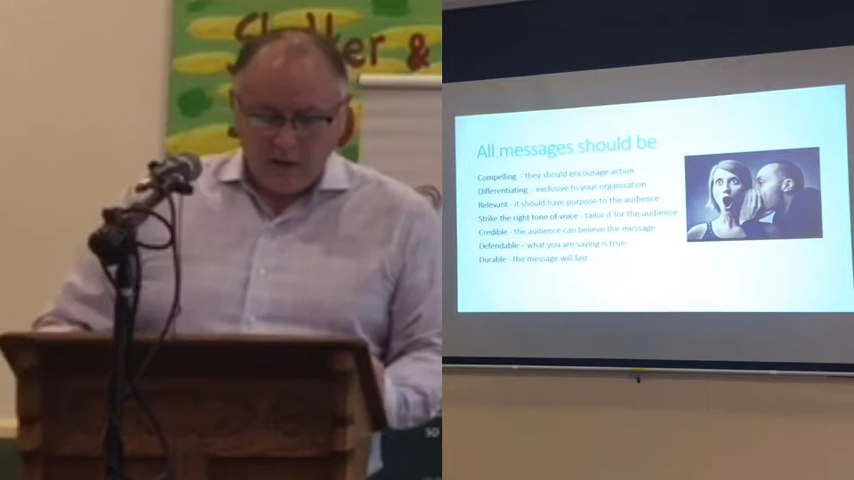 & 
All messages should be
Compelling - they should encourage action
Differentiating - exclusive to your organisation
Relevant - it should have purpose to the audience
Strike the right tone of voice - tailor it for the audience
Credible - the audience can believe the message
Defendable – what you are saying is true
Durable - the message will last